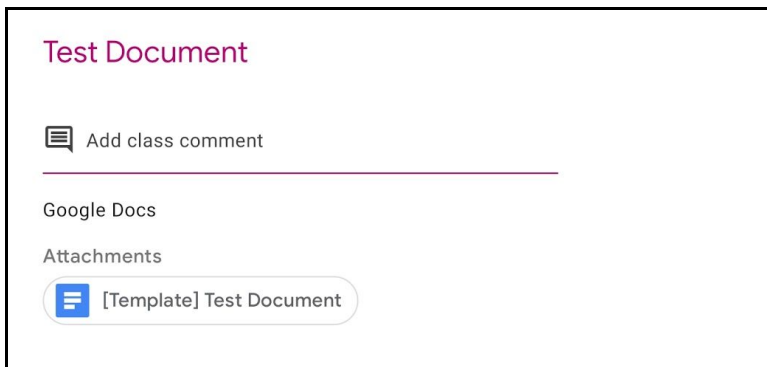 Test Document
Add class comment
Google Docs
Attachments
[Template] Test Document